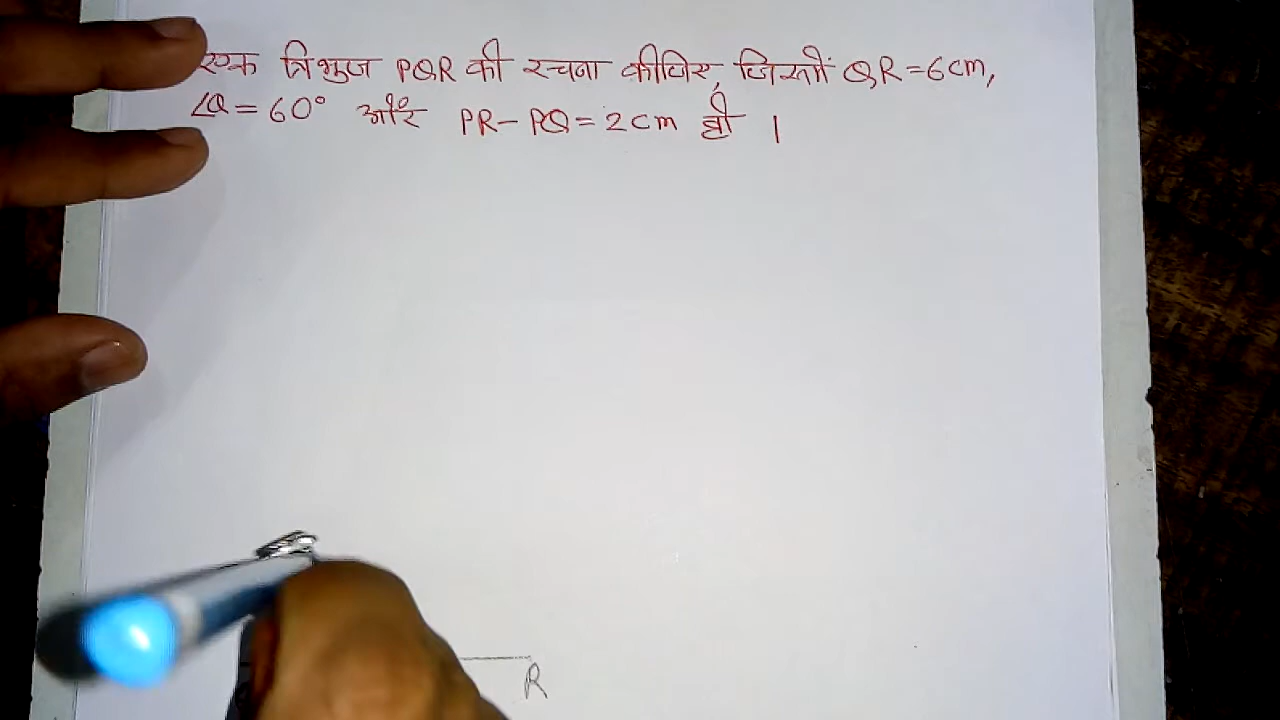 एक त्रिभुज PQR की रचना कीजिए, जिसमें QR=6cm,
∠Q = 60° और PR- PQ = 2cm हो ।
R